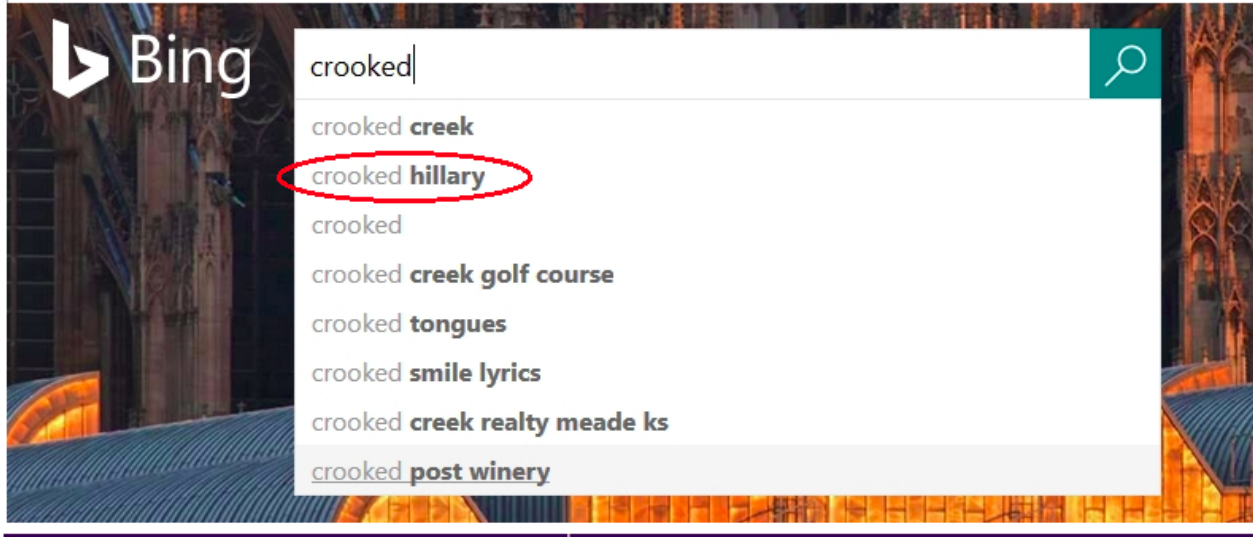 Bing
crooked
crooked creek
crooked hillary
crooked
crooked creek golf course
crooked tongues
crooked smile lyrics
crooked creek realty meade ks
crooked post winery